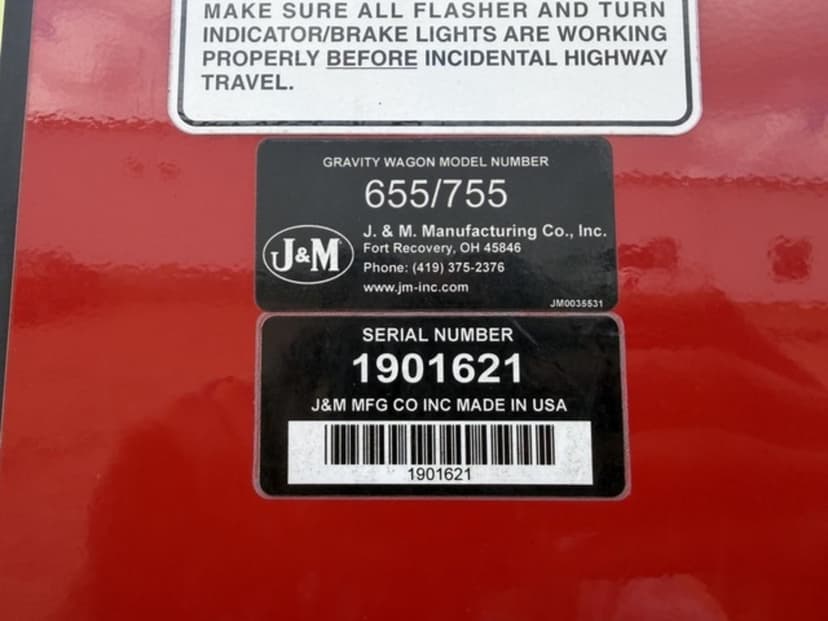 MAKE SURE ALL FLASHER AND TURN
INDICATOR/BRAKE LIGHTS ARE WORKING
PROPERLY BEFORE INCIDENTAL HIGHWAY
TRAVEL.
GRAVITY WAGON MODEL NUMBER
655/755
J&M
J. & M. Manufacturing Co., Inc.
Fort Recovery, OH 45846
Phone: (419) 375-2376
www.jm-inc.com
JM0035531
SERIAL NUMBER
1901621
J&M MFG CO INC MADE IN USA
1901621